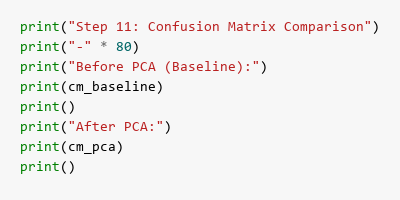 print("Step 11: Confusion Matrix Comparison")
print("-" * 80)
print("Before PCA (Baseline):")
print(cm_baseline)
print()
print("After PCA:")
print(cm_pca)
print()